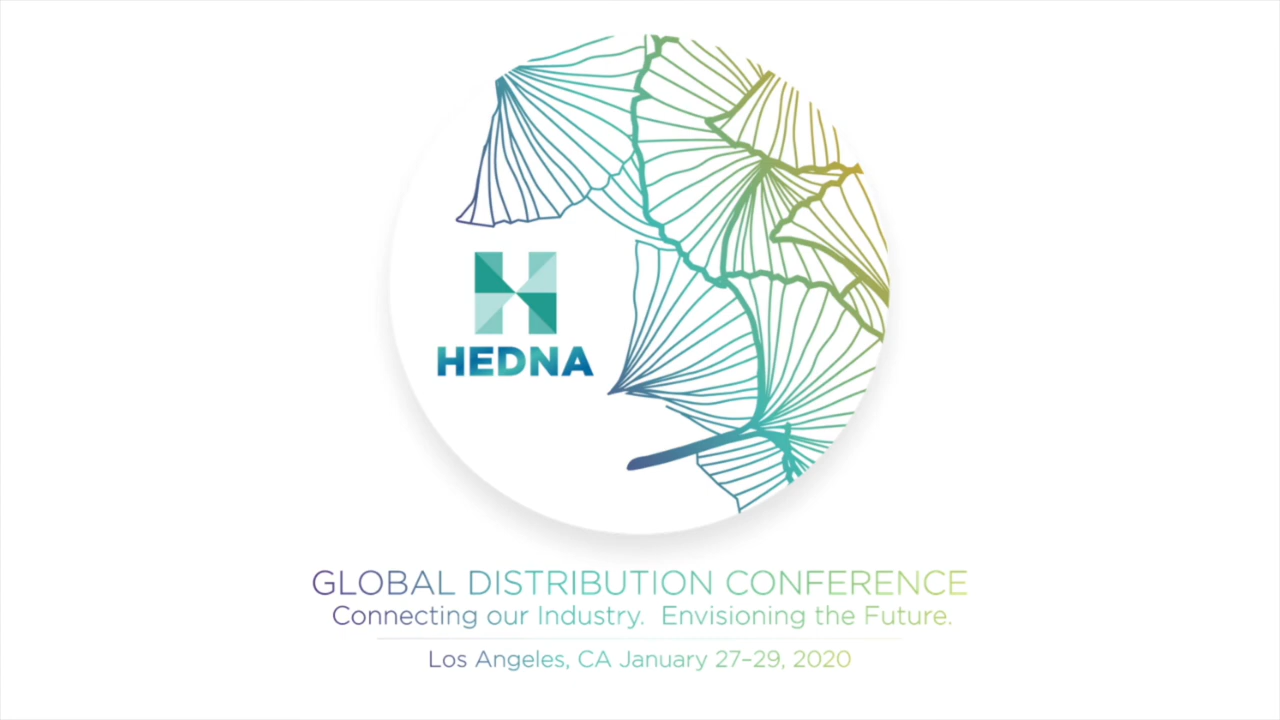 HEDNA
GLOBAL DISTRIBUTION CONFERENCE
Connecting our Industry. Envisioning the Future.
Los Angeles, CA January 27–29, 2020